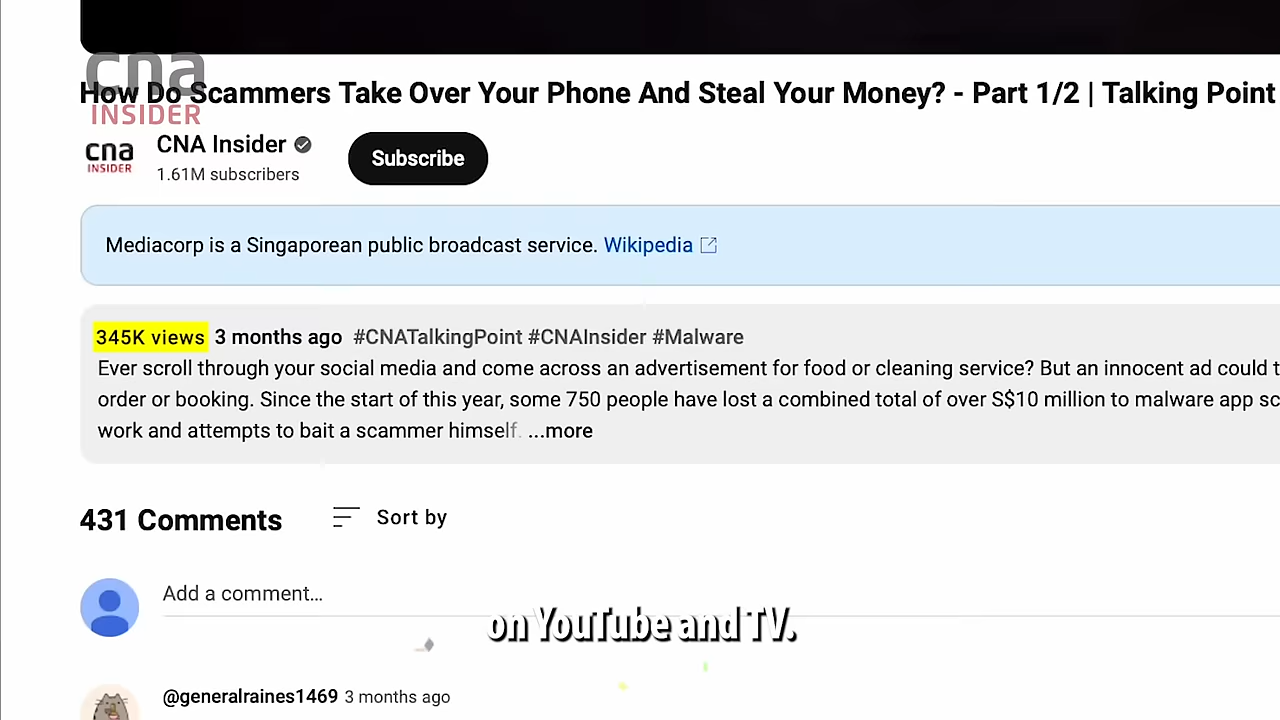 cna
INSIDER
How Do Scammers Take Over Your Phone And Steal Your Money? - Part 1/2 | Talking Point
cna
INSIDER
CNA Insider
1.61M subscribers
Subscribe
Mediacorp is a Singaporean public broadcast service. Wikipedia
345K views 3 months ago #CNATalkingPoint #CNAInsider #Malware
Ever scroll through your social media and come across an advertisement for food or cleaning service? But an innocent ad could t
order or booking. Since the start of this year, some 750 people have lost a combined total of over S$10 million to malware app sc
work and attempts to bait a scammer himself. ...more
431 Comments
Sort by
Add a comment...
on YouTube and TV.
@generalraines1469 3 months ago